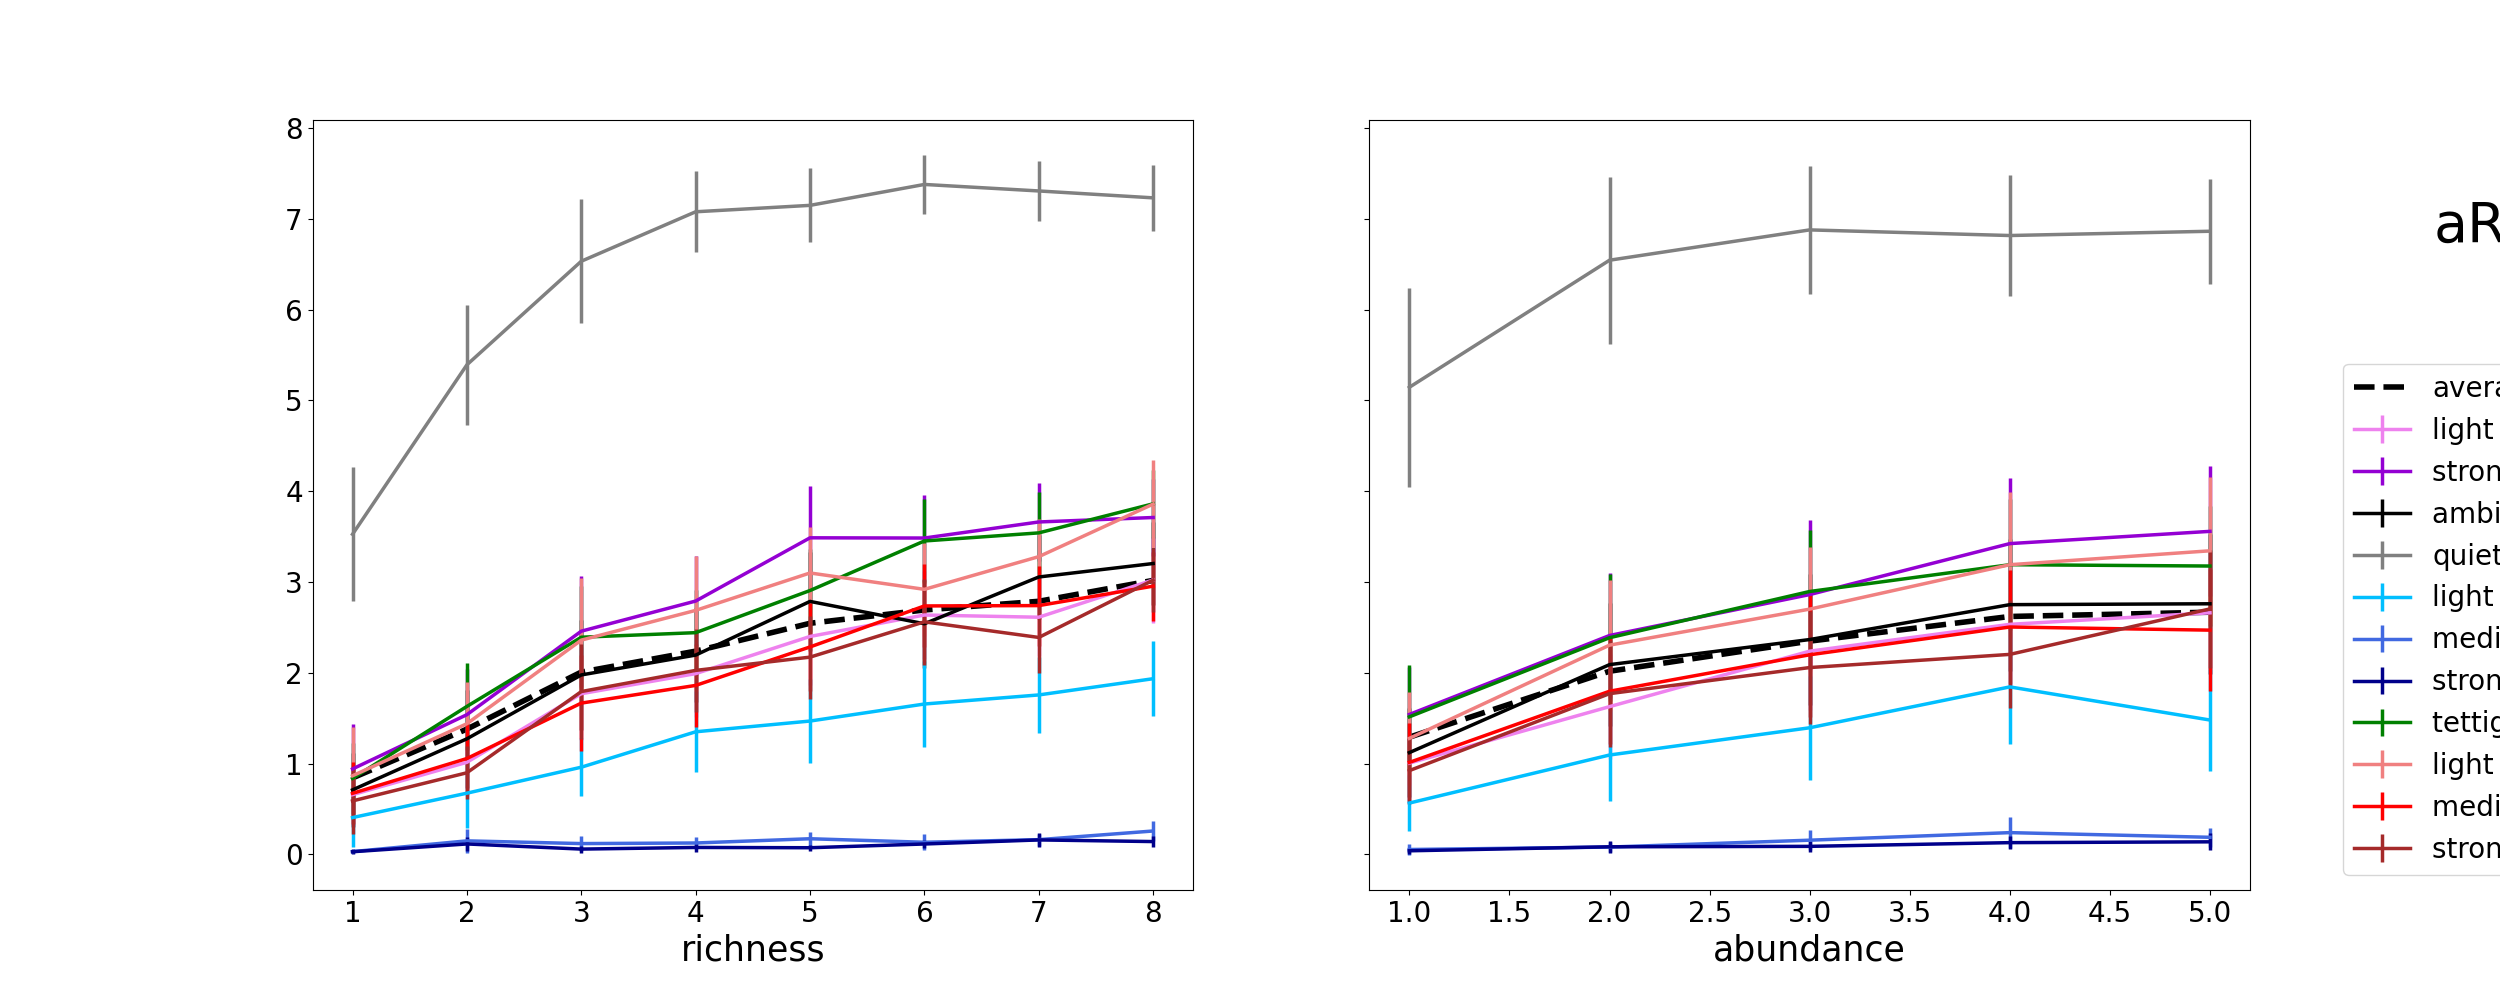 8
7
6
5
4
3
2
1
0
1 2 3 4 5 6 7 8
richness
1.0 1.5 2.0 2.5 3.0 3.5 4.0 4.5 5.0
abundance
aR
avera
light
stron
ambi
quiet
light
medi
stron
tettig
light
medi
stron